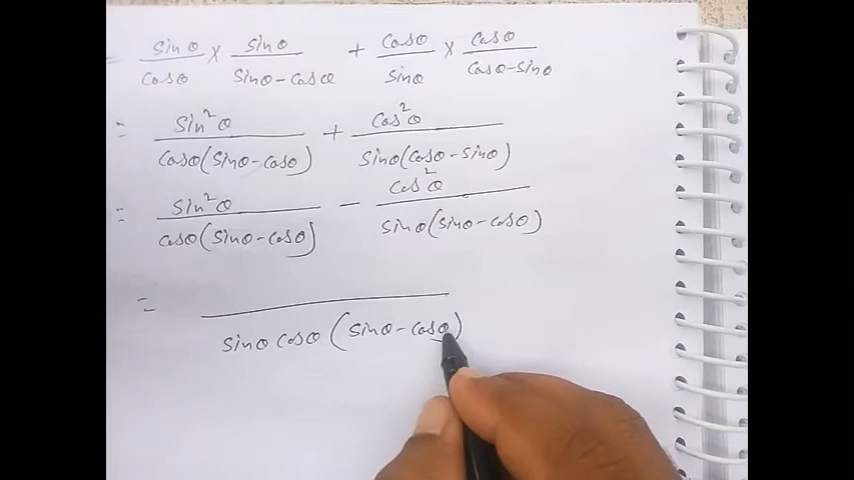 = sinθ/cosθ × sinθ/(sinθ-cosθ) + cosθ/sinθ × cosθ/(cosθ-sinθ)
= sin²θ/(cosθ(sinθ-cosθ)) + cos²θ/(sinθ(cosθ-sinθ))
= sin²θ/(cosθ(sinθ-cosθ)) - cos²θ/(sinθ(sinθ-cosθ))
= /(sinθ cosθ (sinθ-cosθ))